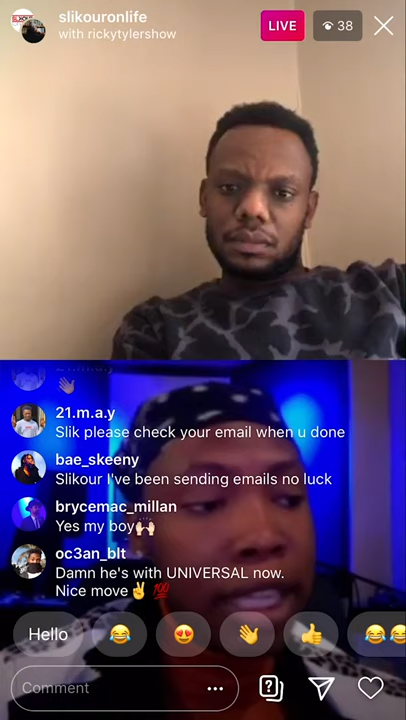 slikouronlife
with rickytylershow
LIVE
38
21.m.a.y
Slik please check your email when u done
bae_skeeny
Slikour I've been sending emails no luck
brycemac_millan
Yes my boy🙌🏻
oc3an_blt
Damn he's with UNIVERSAL now.
Nice move✌️ 💯
Hello
Comment